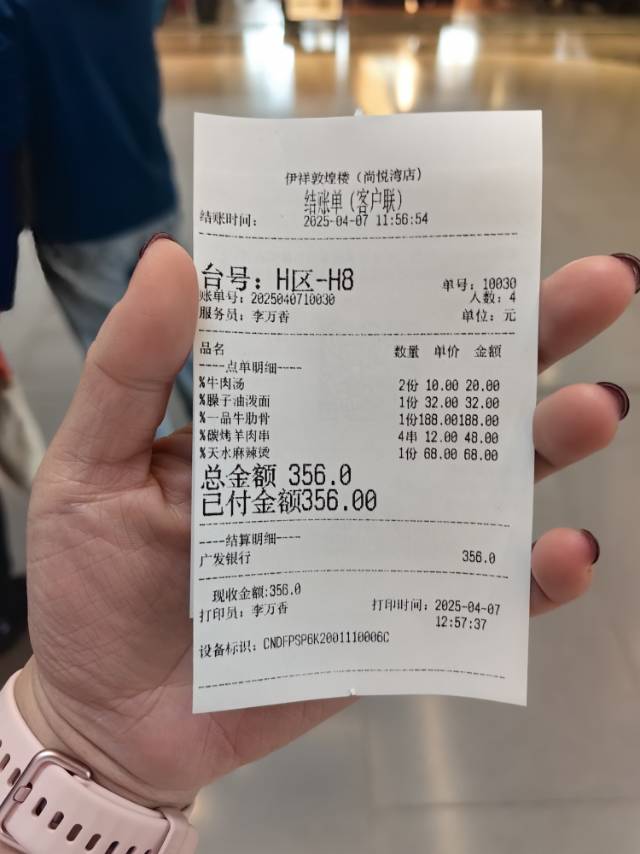 伊祥敦煌楼（尚悦湾店）
结账单（客户联）
结账时间： 2025-04-07 11:56:54
台号：H区-H8 单号：10030
账单号：2025040710030 人数：4
服务员：李万香 单位：元
品名 数量 单价 金额
----点单明细-----
%牛肉汤 2份 10.00 20.00
%臊子油泼面 1份 32.00 32.00
%一品牛肋骨 1份188.00188.00
%碳烤羊肉串 4串 12.00 48.00
%天水麻辣烫 1份 68.00 68.00
总金额 356.0
已付金额356.00
----结算明细----
广发银行 356.0
现收金额:356.0
打印员：李万香 打印时间：2025-04-07
12:57:37
设备标识：CNDFPSP6K2001110006C